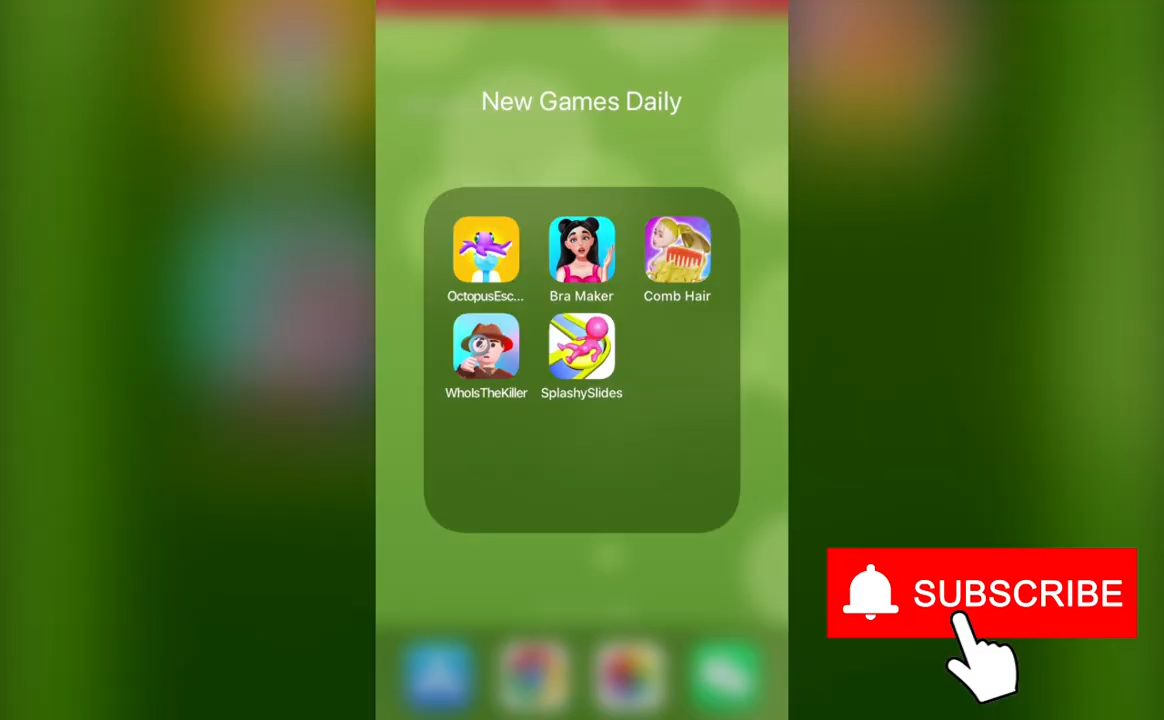 New Games Daily
OctopusEsc...
Bra Maker
Comb Hair
WhoIsTheKiller
SplashySlides
SUBSCRIBE